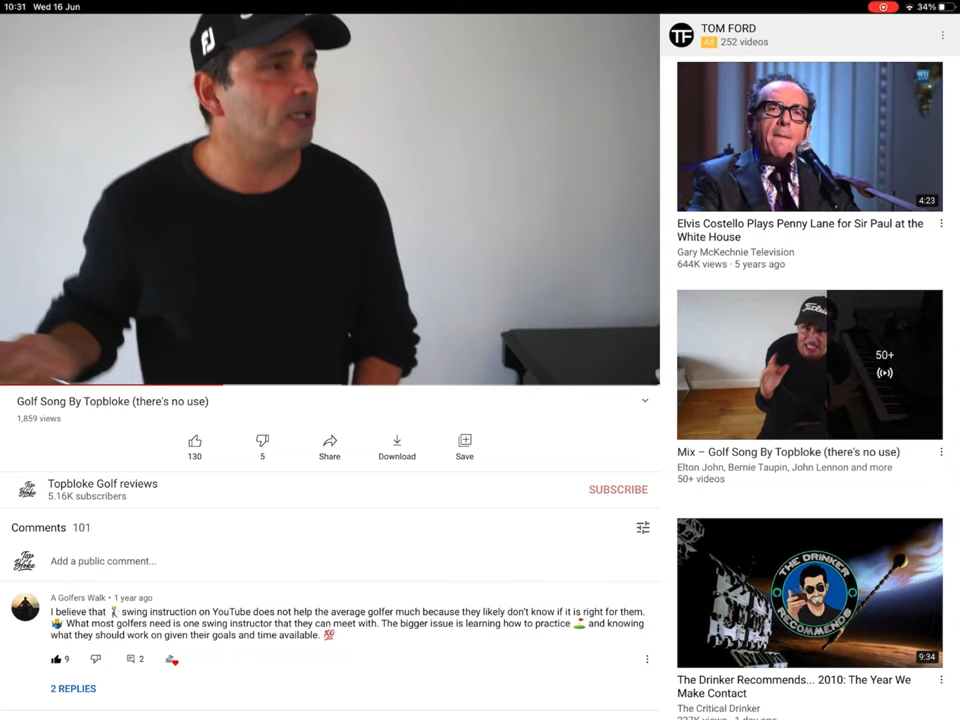 10:31 Wed 16 Jun
34%
FJ
Golf Song By Topbloke (there's no use)
1,859 views
130
5
Share
Download
Save
Top Bloke
Topbloke Golf reviews
5.16K subscribers
SUBSCRIBE
Comments 101
Top Bloke
Add a public comment...
A Golfers Walk • 1 year ago
I believe that swing instruction on YouTube does not help the average golfer much because they likely don't know if it is right for them.
What most golfers need is one swing instructor that they can meet with. The bigger issue is learning how to practice and knowing
what they should work on given their goals and time available. 💯
9
2
2 REPLIES
TF
TOM FORD
Ad 252 videos
4:23
Elvis Costello Plays Penny Lane for Sir Paul at the
White House
Gary McKechnie Television
644K views · 5 years ago
Titleist
50+
Mix – Golf Song By Topbloke (there's no use)
Elton John, Bernie Taupin, John Lennon and more
50+ videos
THE DRINKER
RECOMMENDS
9:34
The Drinker Recommends... 2010: The Year We
Make Contact
The Critical Drinker